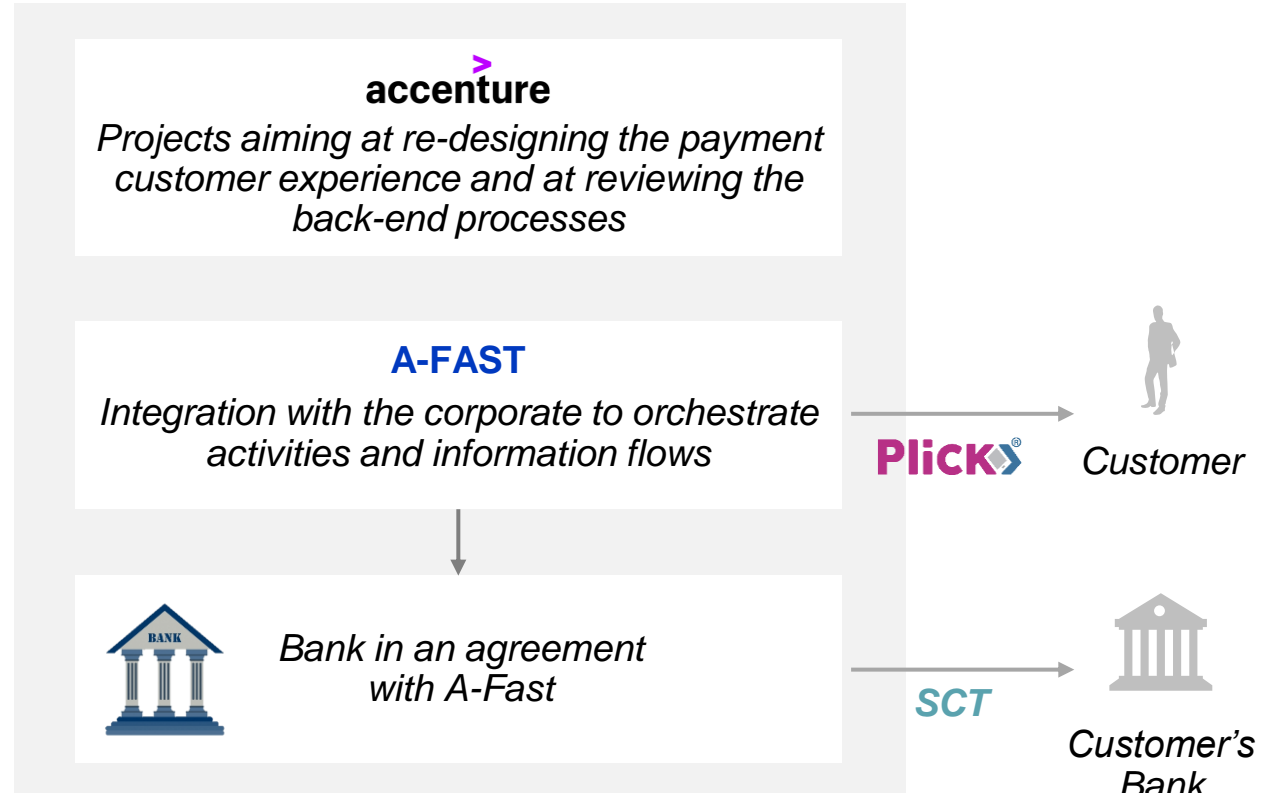 accenture
Projects aiming at re-designing the payment
customer experience and at reviewing the
back-end processes
A-FAST
Integration with the corporate to orchestrate
activities and information flows
PliCK®
Customer
BANK
Bank in an agreement
with A-Fast
SCT
Customer's
Bank